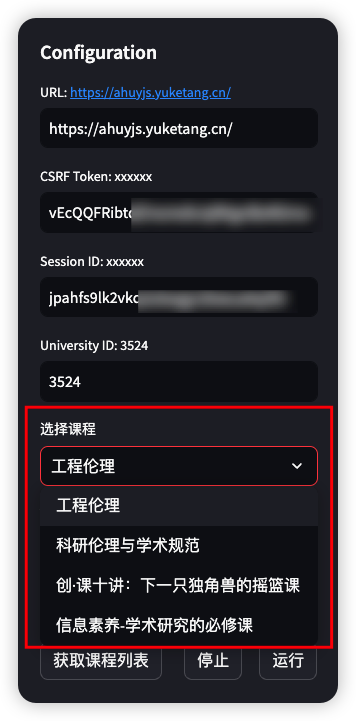 Configuration
URL: https://ahuyjs.yuketang.cn/
https://ahuyjs.yuketang.cn/
CSRF Token: xxxxxx
Session ID: xxxxxx
University ID: 3524
3524
选择课程
工程伦理
工程伦理
科研伦理与学术规范
创·课十讲：下一只独角兽的摇篮课
信息素养-学术研究的必修课
获取课程列表 停止 运行